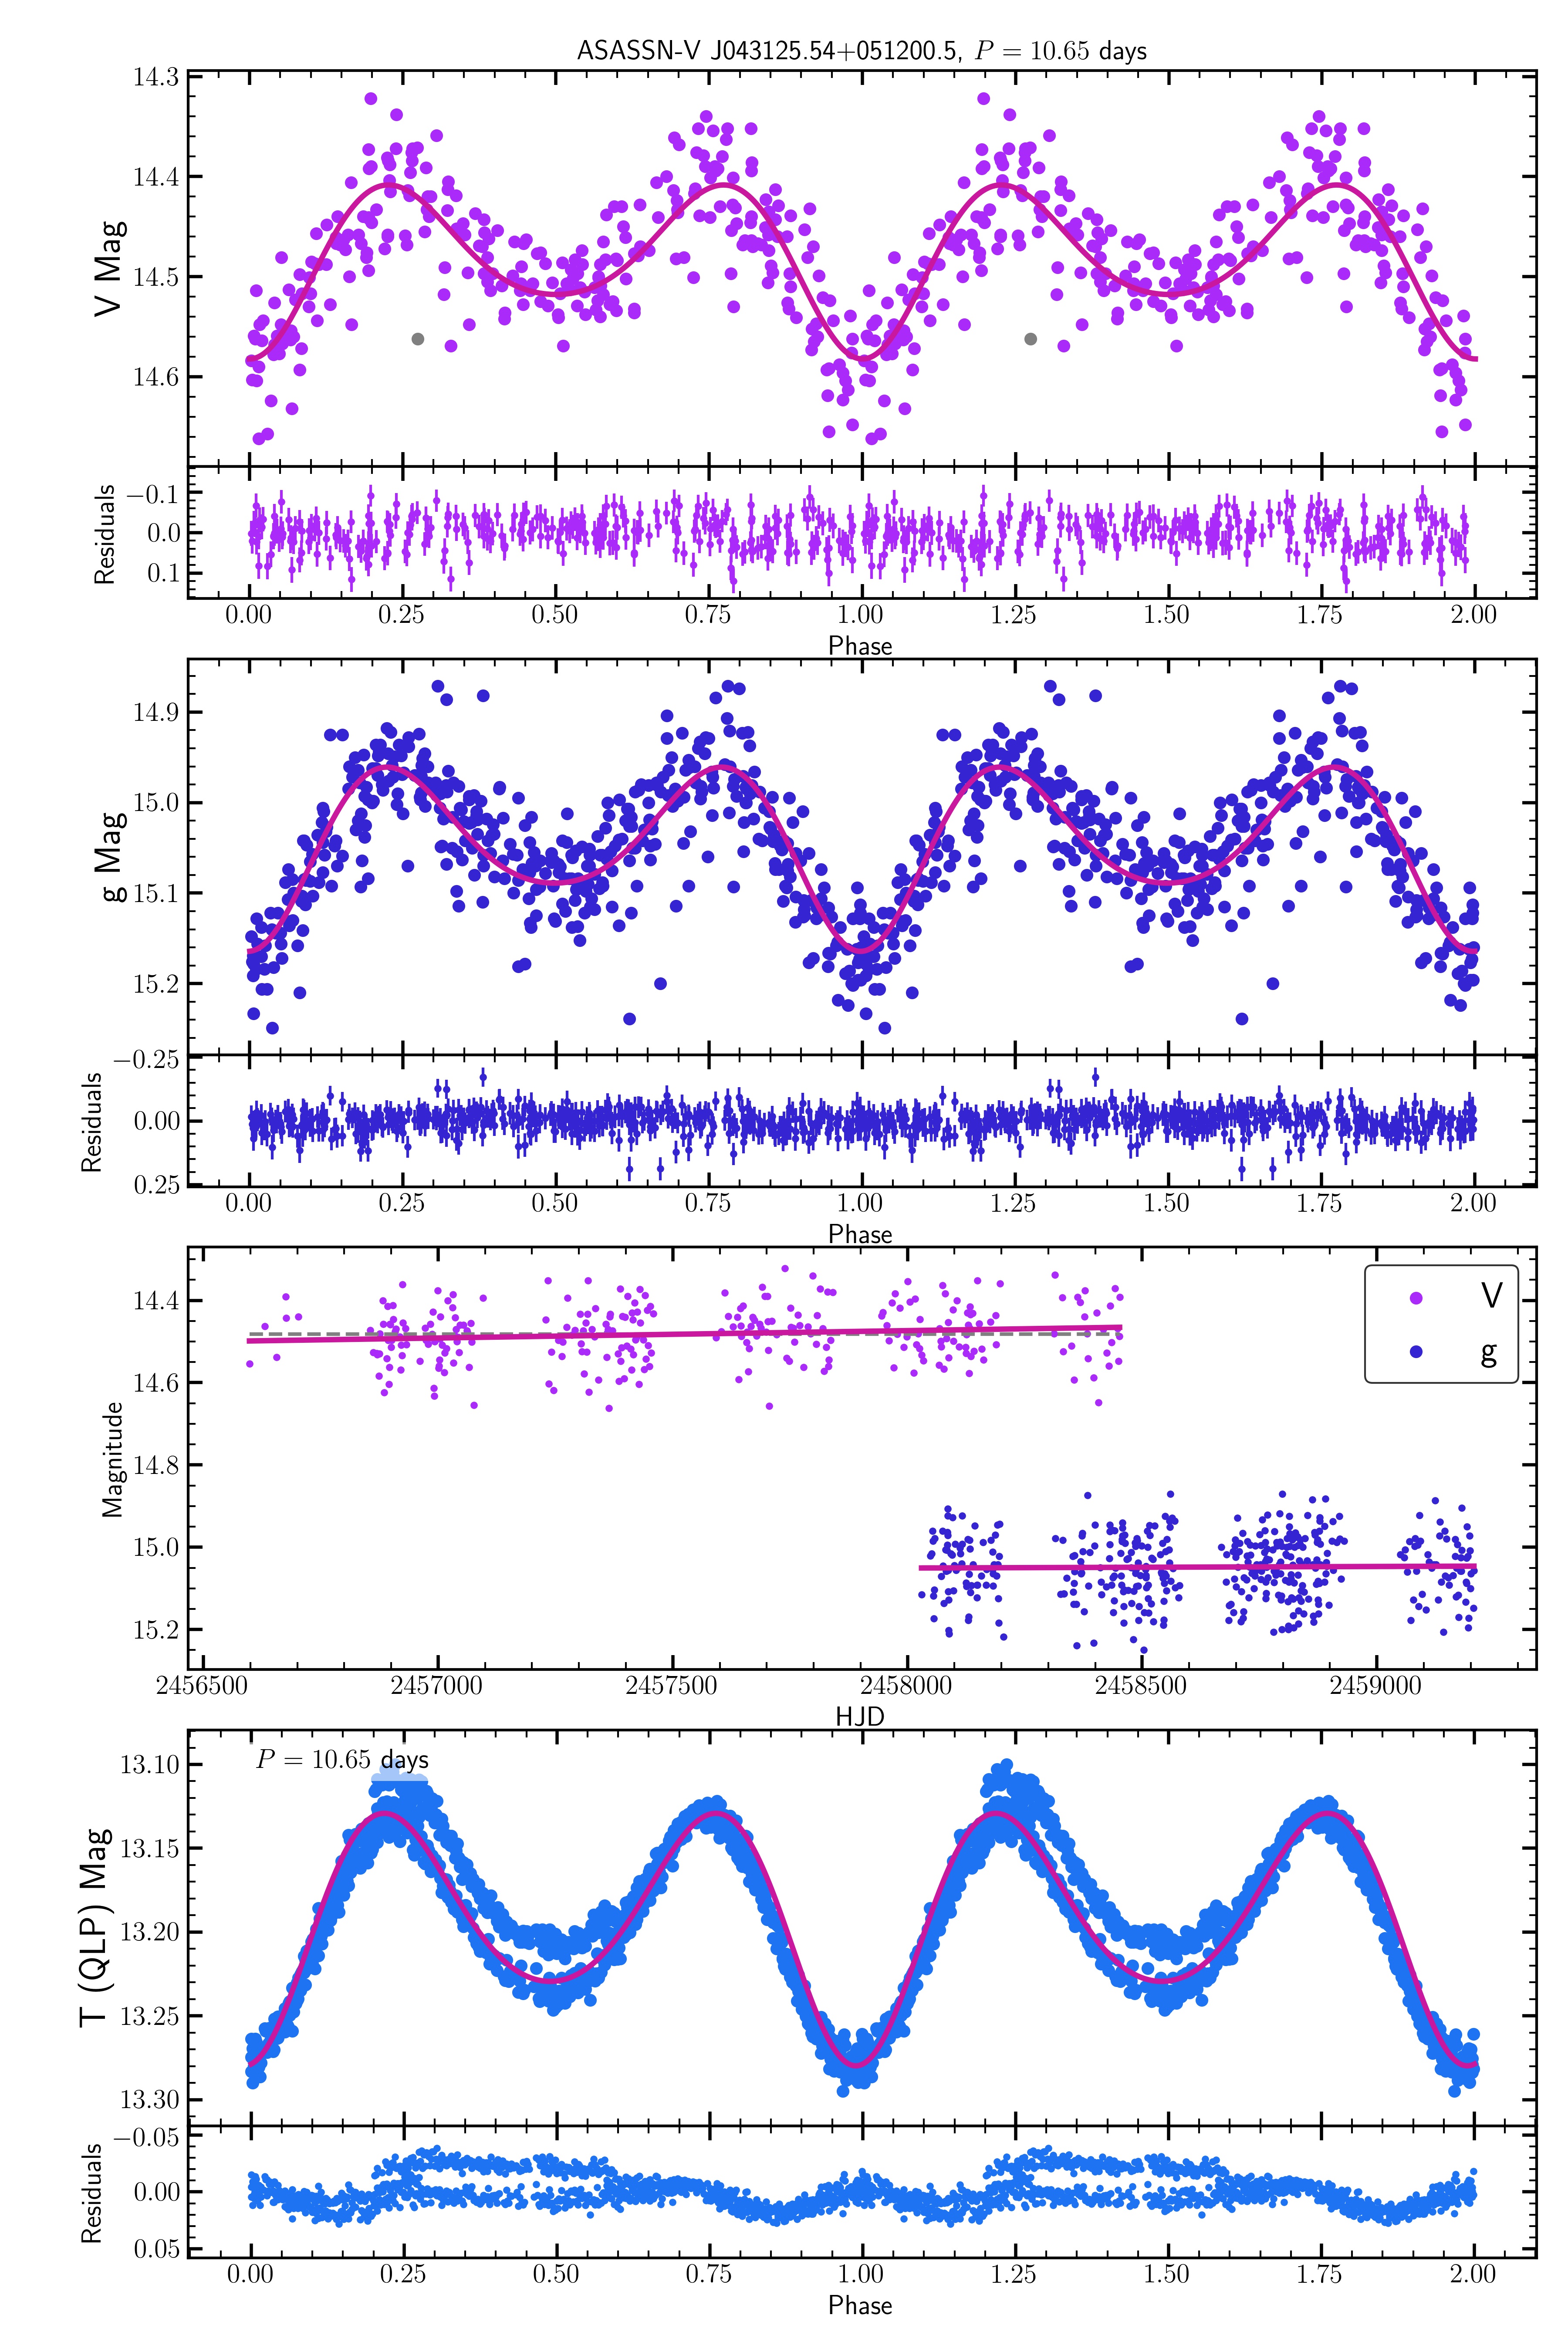 ASASSN-V J043125.54+051200.5, P = 10.65 days
V Mag
14.3
14.4
14.5
14.6
Residuals
−0.1
0.0
0.1
0.00 0.25 0.50 0.75 1.00 1.25 1.50 1.75 2.00
Phase
g Mag
14.9
15.0
15.1
15.2
Residuals
−0.25
0.00
0.25
0.00 0.25 0.50 0.75 1.00 1.25 1.50 1.75 2.00
Phase
Magnitude
14.4
14.6
14.8
15.0
15.2
V
g
2456500 2457000 2457500 2458000 2458500 2459000
HJD
P = 10.65 days
T (QLP) Mag
13.10
13.15
13.20
13.25
13.30
Residuals
−0.05
0.00
0.05
0.00 0.25 0.50 0.75 1.00 1.25 1.50 1.75 2.00
Phase